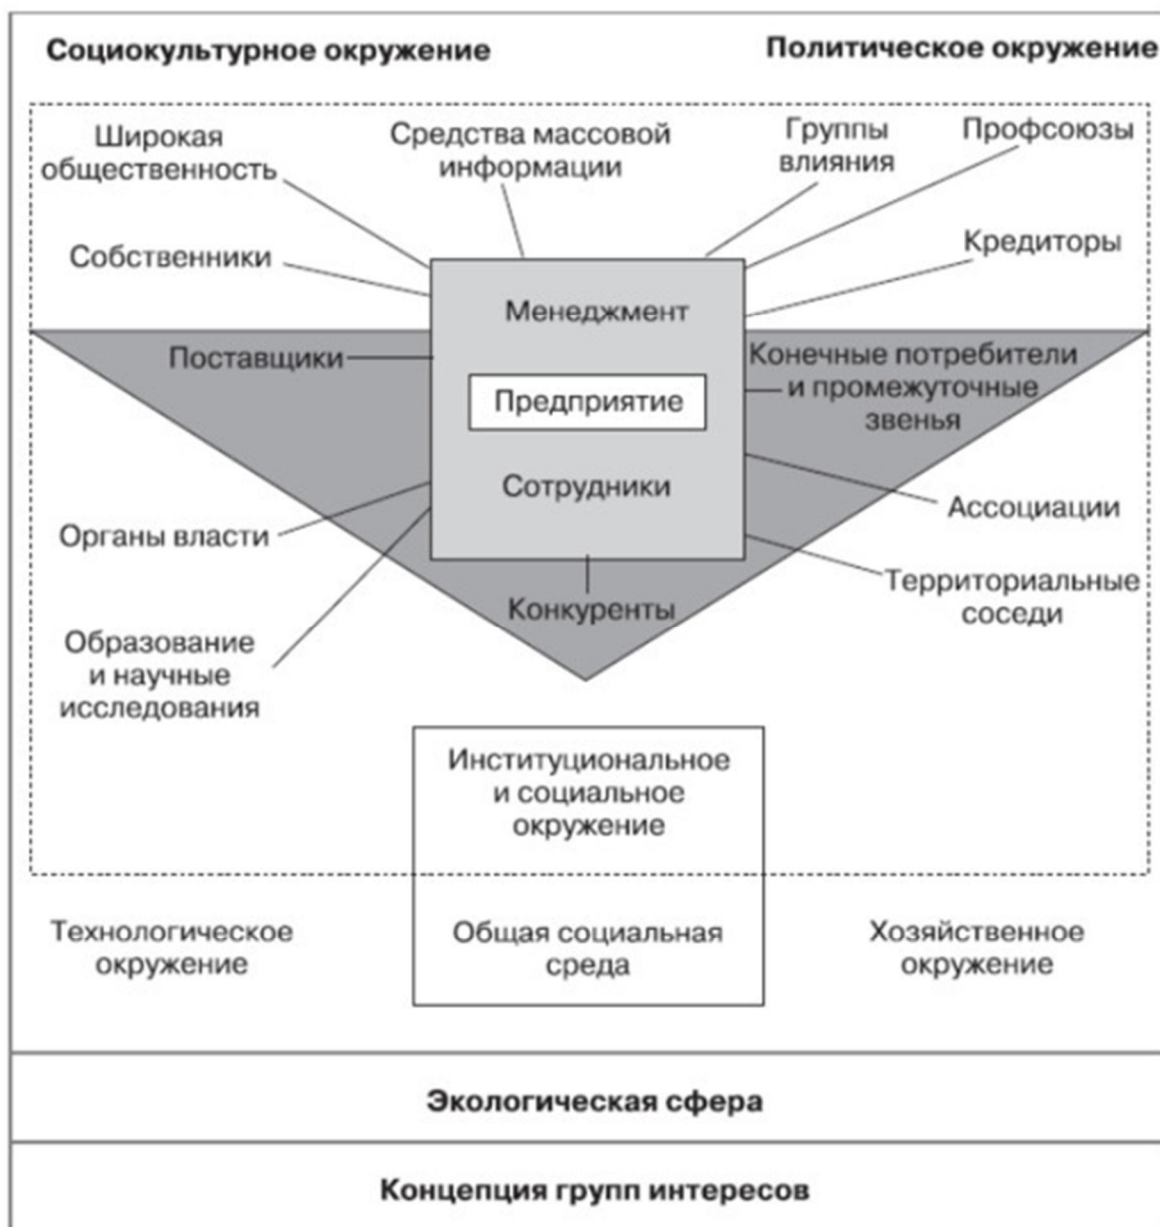 Социокультурное окружение
Политическое окружение
Широкая
общественность
Средства массовой
информации
Группы
влияния
Профсоюзы
Собственники
Кредиторы
Менеджмент
Поставщики
Конечные потребители
и промежуточные
звенья
Предприятие
Сотрудники
Органы власти
Ассоциации
Конкуренты
Территориальные
соседи
Образование
и научные
исследования
Институциональное
и социальное
окружение
Технологическое
окружение
Общая социальная
среда
Хозяйственное
окружение
Экологическая сфера
Концепция групп интересов